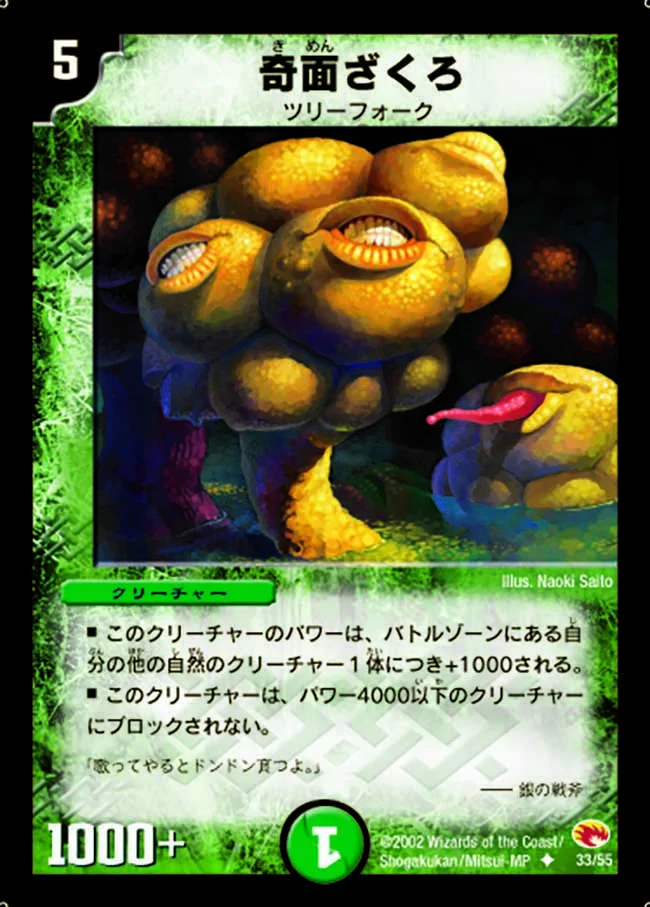 5
きめん
奇面ざくろ
ツリーフォーク
Illus. Naoki Saito
クリーチャー
■ このクリーチャーのパワーは、バトルゾーンにある自
分の他の自然のクリーチャー1体につき+1000される。
■ このクリーチャーは、パワー4000以下のクリーチャー
にブロックされない。
「歌ってやるとドンドン育つよ。」
—— 銀の戦斧
1000+
1
©2002 Wizards of the Coast/
Shogakukan/Mitsui-MP ◆ 33/55